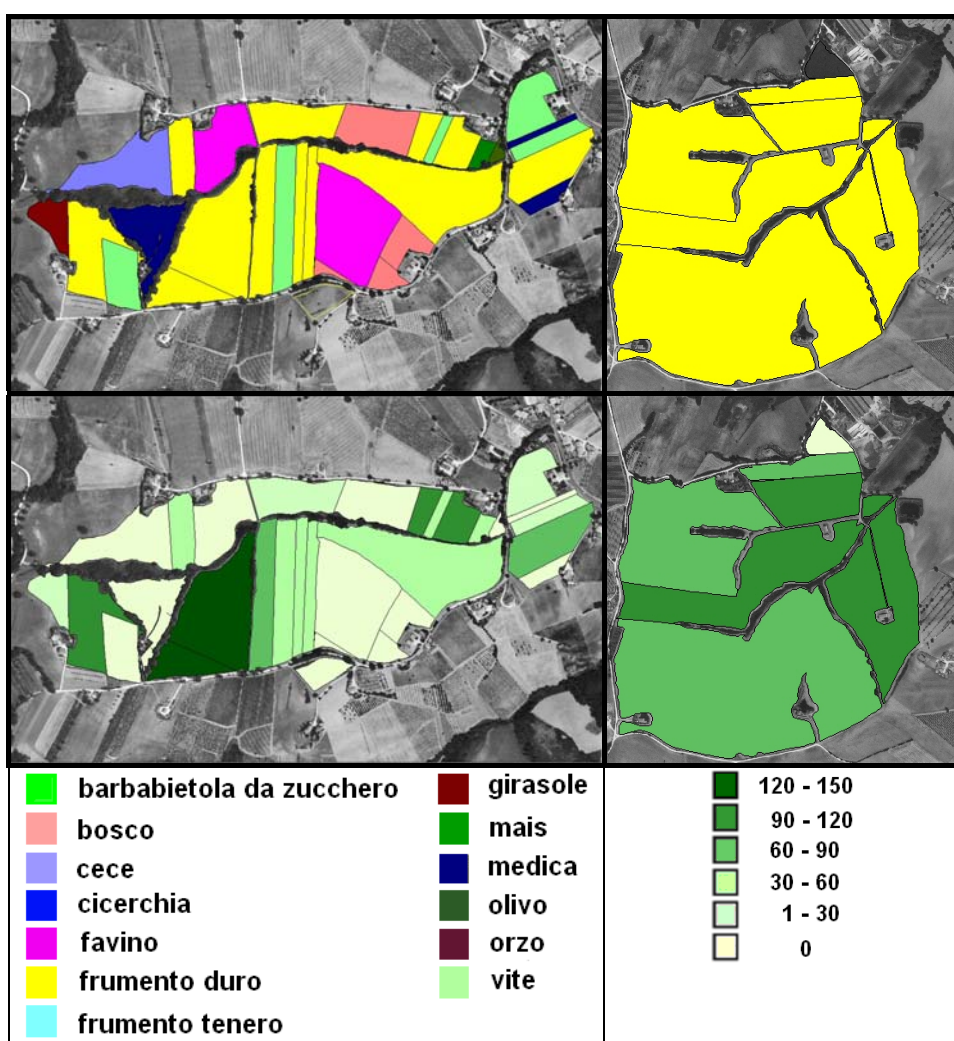 barbabietola da zucchero
bosco
cece
cicerchia
favino
frumento duro
frumento tenero
girasole
mais
medica
olivo
orzo
vite
120 - 150
90 - 120
60 - 90
30 - 60
1 - 30
0